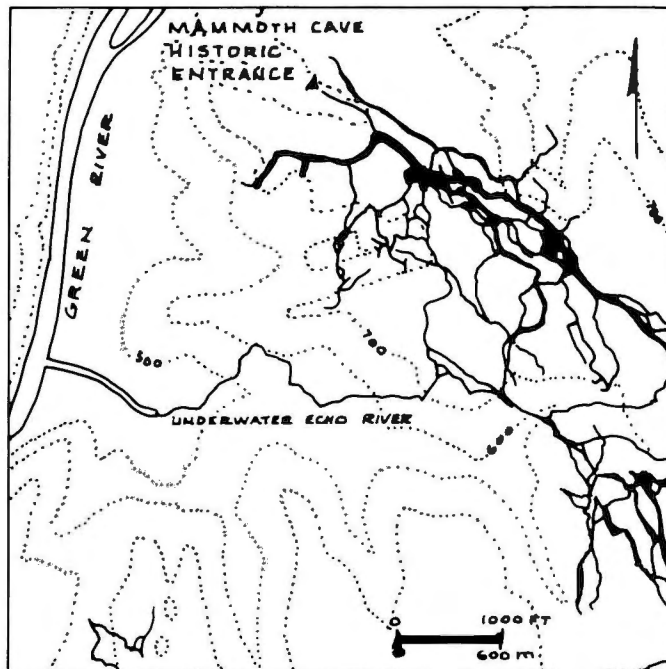 MAMMOTH CAVE
HISTORIC
ENTRANCE
GREEN RIVER
500
700
600
UNDERWATER ECHO RIVER
0 1000 FT
600 m